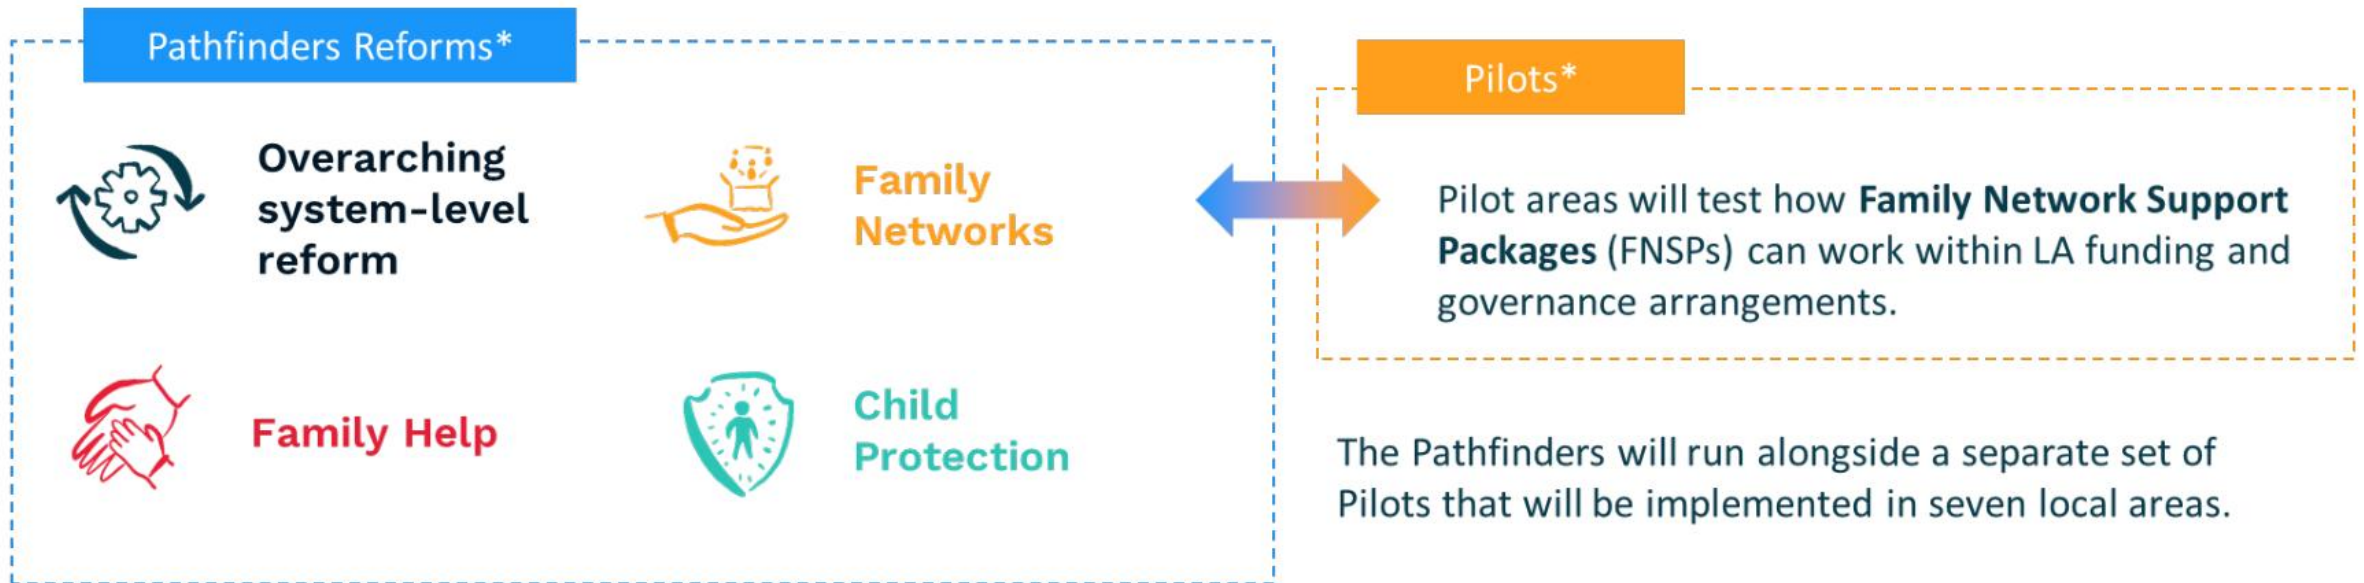 Pathfinders Reforms*
Overarching
system-level
reform
Family
Networks
Family Help
Child
Protection
Pilots*
Pilot areas will test how Family Network Support
Packages (FNSPs) can work within LA funding and
governance arrangements.
The Pathfinders will run alongside a separate set of
Pilots that will be implemented in seven local areas.